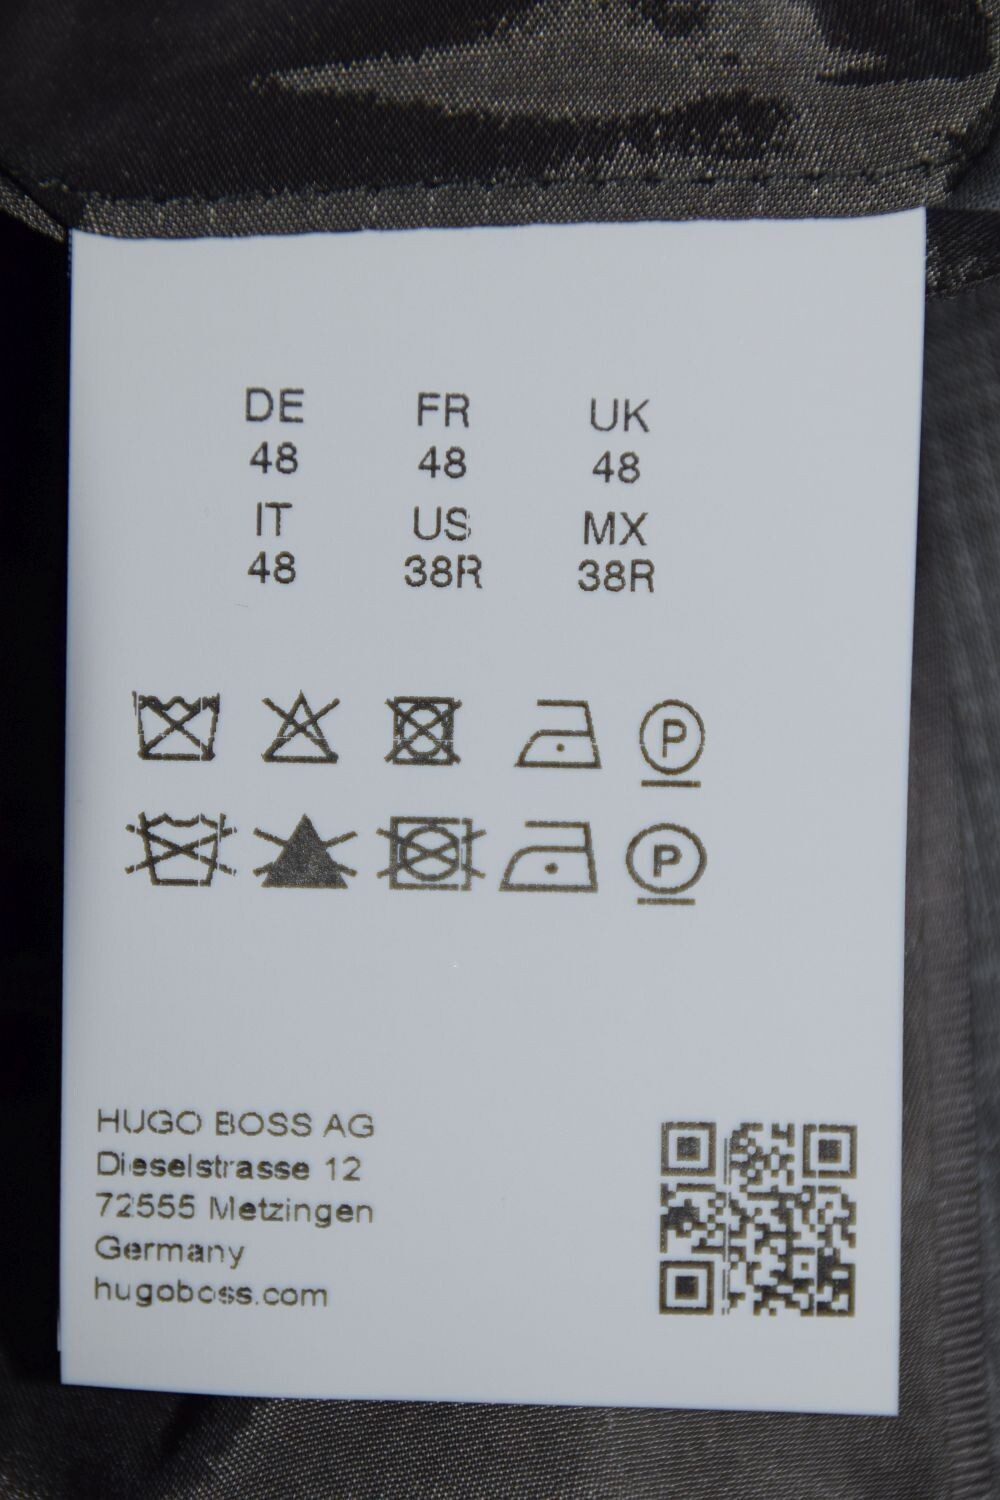 DE FR UK
48 48 48
IT US MX
48 38R 38R
P
P
HUGO BOSS AG
Dieselstrasse 12
72555 Metzingen
Germany
hugoboss.com